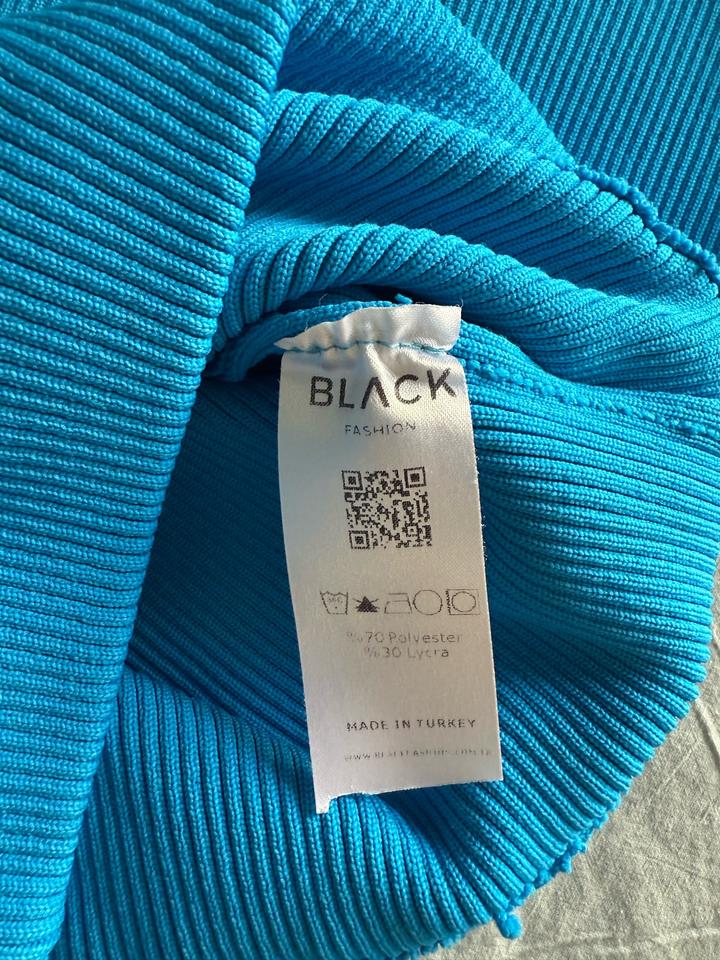 BLACK
FASHION
%70 Polyester
%30 Lycra
MADE IN TURKEY